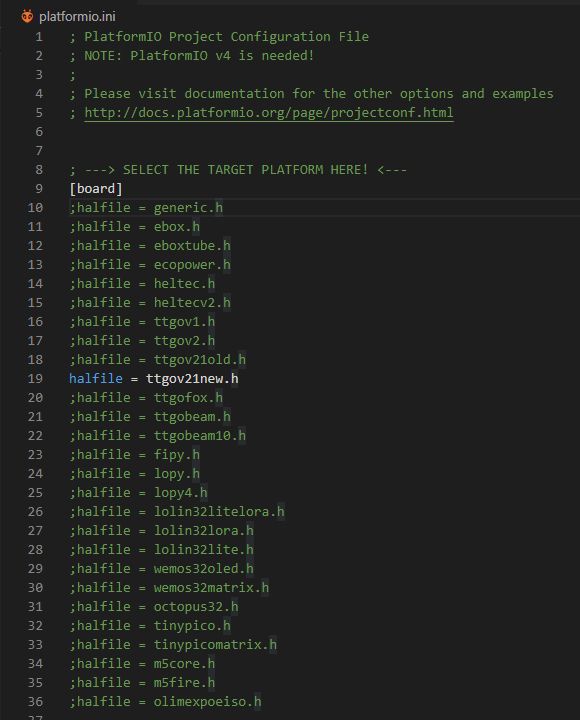 platformio.ini
1 ; PlatformIO Project Configuration File
2 ; NOTE: PlatformIO v4 is needed!
3 ;
4 ; Please visit documentation for the other options and examples
5 ; http://docs.platformio.org/page/projectconf.html
6
7
8 ; ---> SELECT THE TARGET PLATFORM HERE! <---
9 [board]
10 ;halfile = generic.h
11 ;halfile = ebox.h
12 ;halfile = eboxtube.h
13 ;halfile = ecopower.h
14 ;halfile = heltec.h
15 ;halfile = heltecv2.h
16 ;halfile = ttgov1.h
17 ;halfile = ttgov2.h
18 ;halfile = ttgov21old.h
19 halfile = ttgov21new.h
20 ;halfile = ttgofox.h
21 ;halfile = ttgobeam.h
22 ;halfile = ttgobeam10.h
23 ;halfile = fipy.h
24 ;halfile = lopy.h
25 ;halfile = lopy4.h
26 ;halfile = lolin32litelora.h
27 ;halfile = lolin32lora.h
28 ;halfile = lolin32lite.h
29 ;halfile = wemos32oled.h
30 ;halfile = wemos32matrix.h
31 ;halfile = octopus32.h
32 ;halfile = tinypico.h
33 ;halfile = tinypicomatrix.h
34 ;halfile = m5core.h
35 ;halfile = m5fire.h
36 ;halfile = olimexpoeiso.h
37